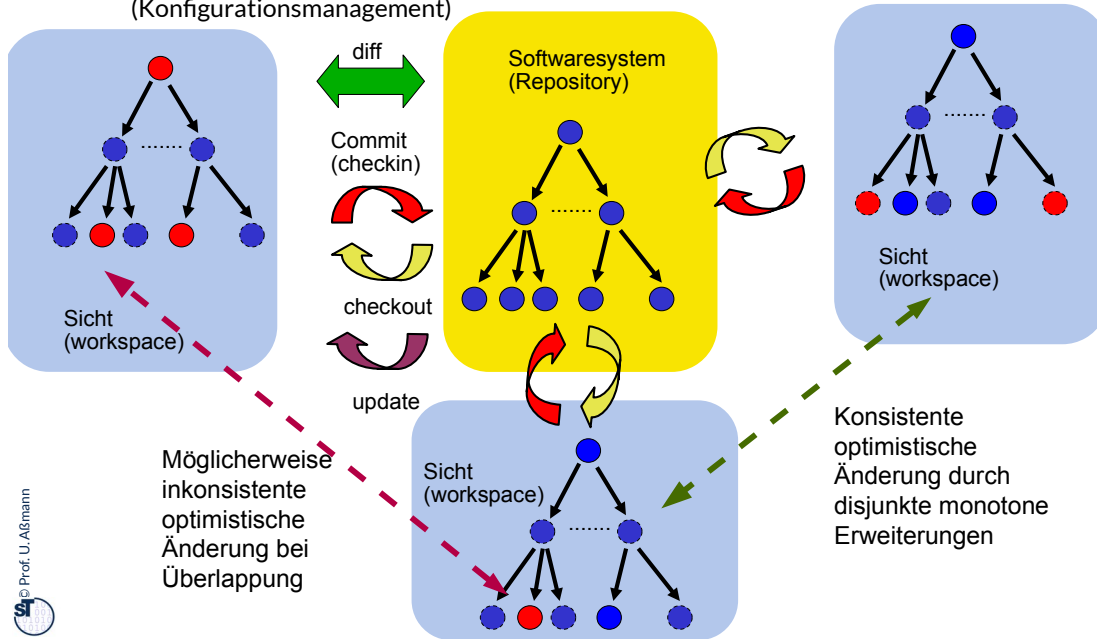 (Konfigurationsmanagement)
diff
Softwaresystem
(Repository)
Commit
(checkin)
checkout
update
Sicht
(workspace)
Sicht
(workspace)
Sicht
(workspace)
Möglicherweise
inkonsistente
optimistische
Änderung bei
Überlappung
Konsistente
optimistische
Änderung durch
disjunkte monotone
Erweiterungen
© Prof. U. Aßmann
ST